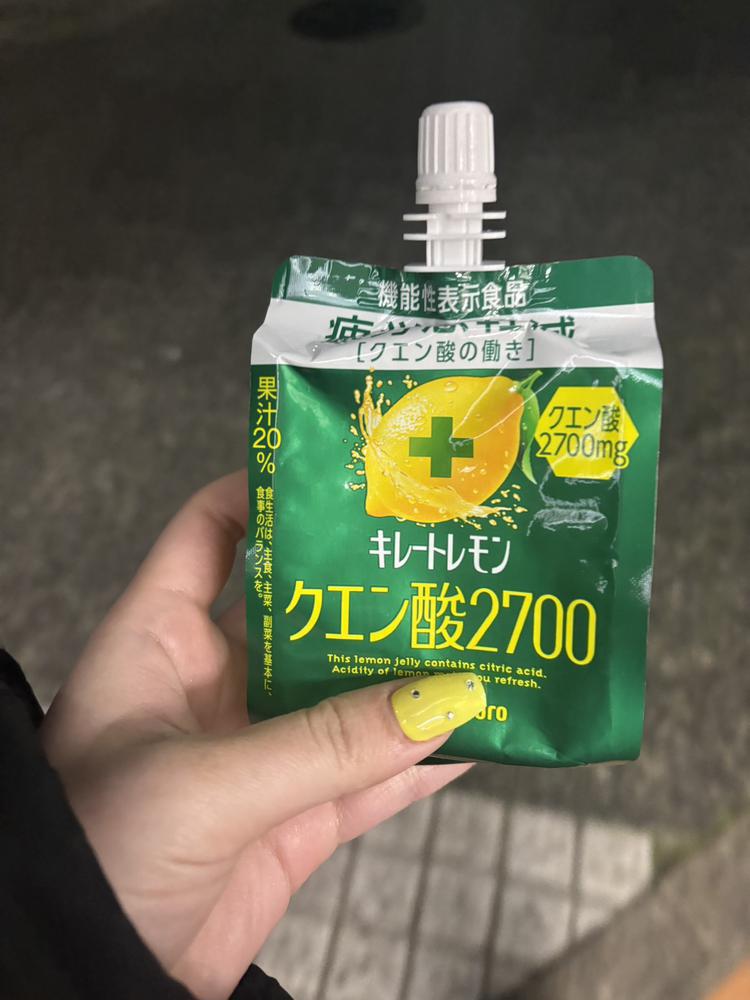 機能性表示食品
[クエン酸の働き]
果汁20%
食生活は、主食、主菜、副菜を基本に、
食事のバランスを。
クエン酸
2700mg
キレートレモン
クエン酸2700
This lemon jelly contains citric acid.
Acidity of lemon you refresh.